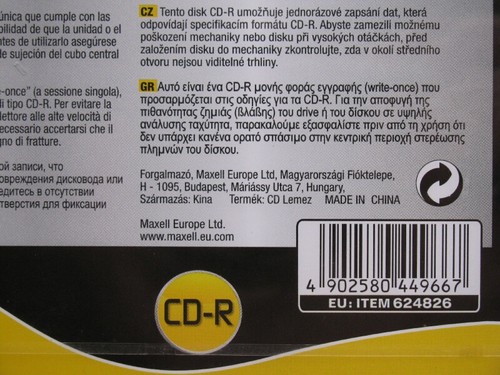 única que cumple con las
bilidad de que la unidad o el
ntes de utilizarlo asegúrese
de sujeción del cubo central
e-once" (a sessione singola),
di tipo CD-R. Per evitare la
lettore alle alte velocità di
necessario accertarsi che il
gno di fratture.
ой записи, что
овреждения дисковода или
едитесь в отсутствии
тверстия для фиксации
CZ Tento disk CD-R umožňuje jednorázové zapsání dat, která
odpovídají specifikacím formátu CD-R. Abyste zamezili možnému
poškození mechaniky nebo disku při vysokých otáčkách, před
založením disku do mechaniky zkontrolujte, zda v okolí středního
otvoru nejsou viditelné trhliny.
GR Αυτό είναι ένα CD-R μονής φοράς εγγραφής (write-once) που
προσαρμόζεται στις οδηγίες για τα CD-R. Για την αποφυγή της
πιθανότητας ζημιάς (βλάβης) του drive ή του δίσκου σε υψηλής
ανάλυσης ταχύτητα, παρακαλούμε εξασφαλίστε πριν από τη χρήση ότι
δεν υπάρχει κανένα ορατό σπάσιμο στην κεντρική περιοχή στερέωσης
πλημνών του δίσκου.
Forgalmazó, Maxell Europe Ltd, Magyarországi Fióktelepe,
H - 1095, Budapest, Máriássy Utca 7, Hungary,
Származás: Kina Termék: CD Lemez MADE IN CHINA
Maxell Europe Ltd.
www.maxell.eu.com
4 902580 449667
EU: ITEM 624826
CD-R